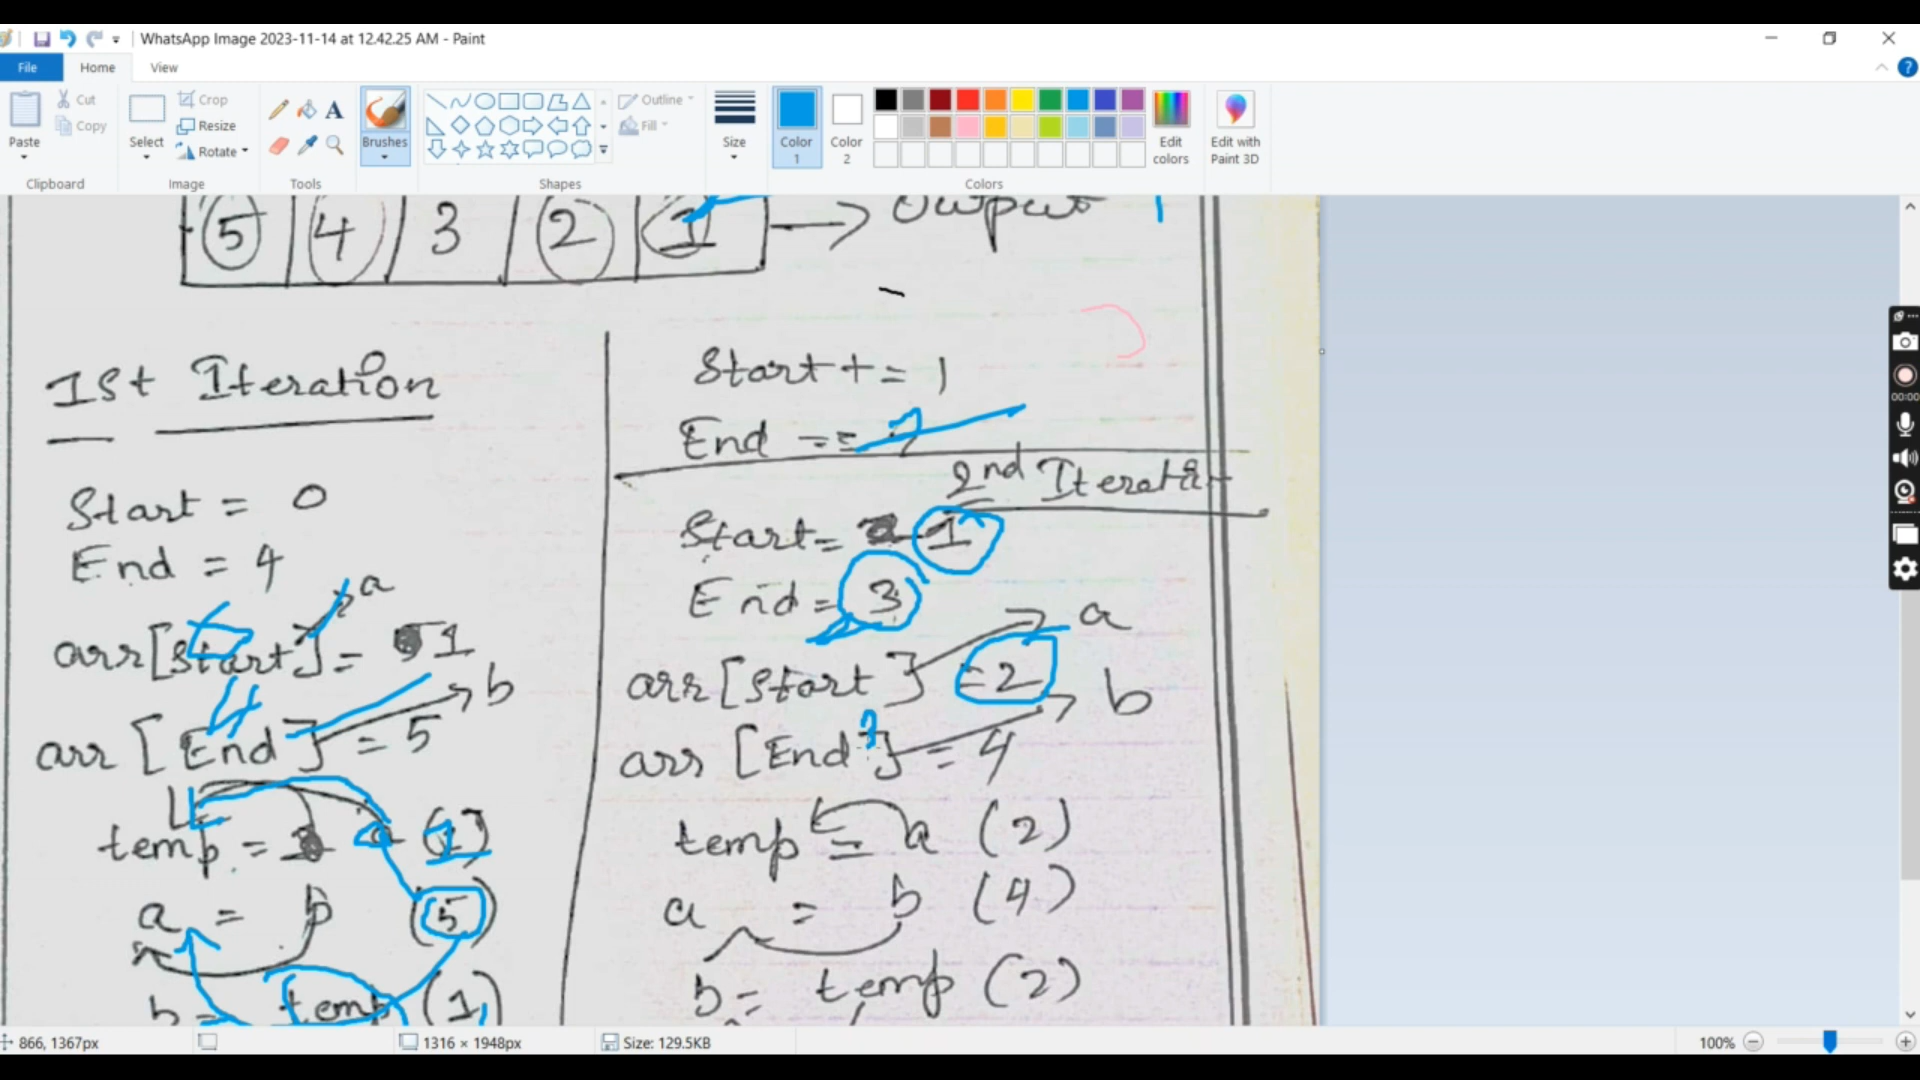 WhatsApp Image 2023-11-14 at 12.42.25 AM - Paint
File Home View
Paste
Cut
Copy
Clipboard
Select
Crop
Resize
Rotate
Image
A
Tools
Brushes
Outline
Fill
Shapes
Size
Color 1
Color 2
Edit colors
Edit with Paint 3D
Colors
5 4 3 2 1 → Output
1st Iteration
Start = 0
End = 4
a
arr[Start] = 1
b
arr [End] = 5
temp = a (1)
a = b (5)
b = temp (1)
Start += 1
End -=
2nd Iteration
Start = 1
End = 3
a
arr [Start] = 2
b
arr [End] = 4
temp = a (2)
a = b (4)
b = temp (2)
00:00
866, 1367px
1316 × 1948px
Size: 129.5KB
100%